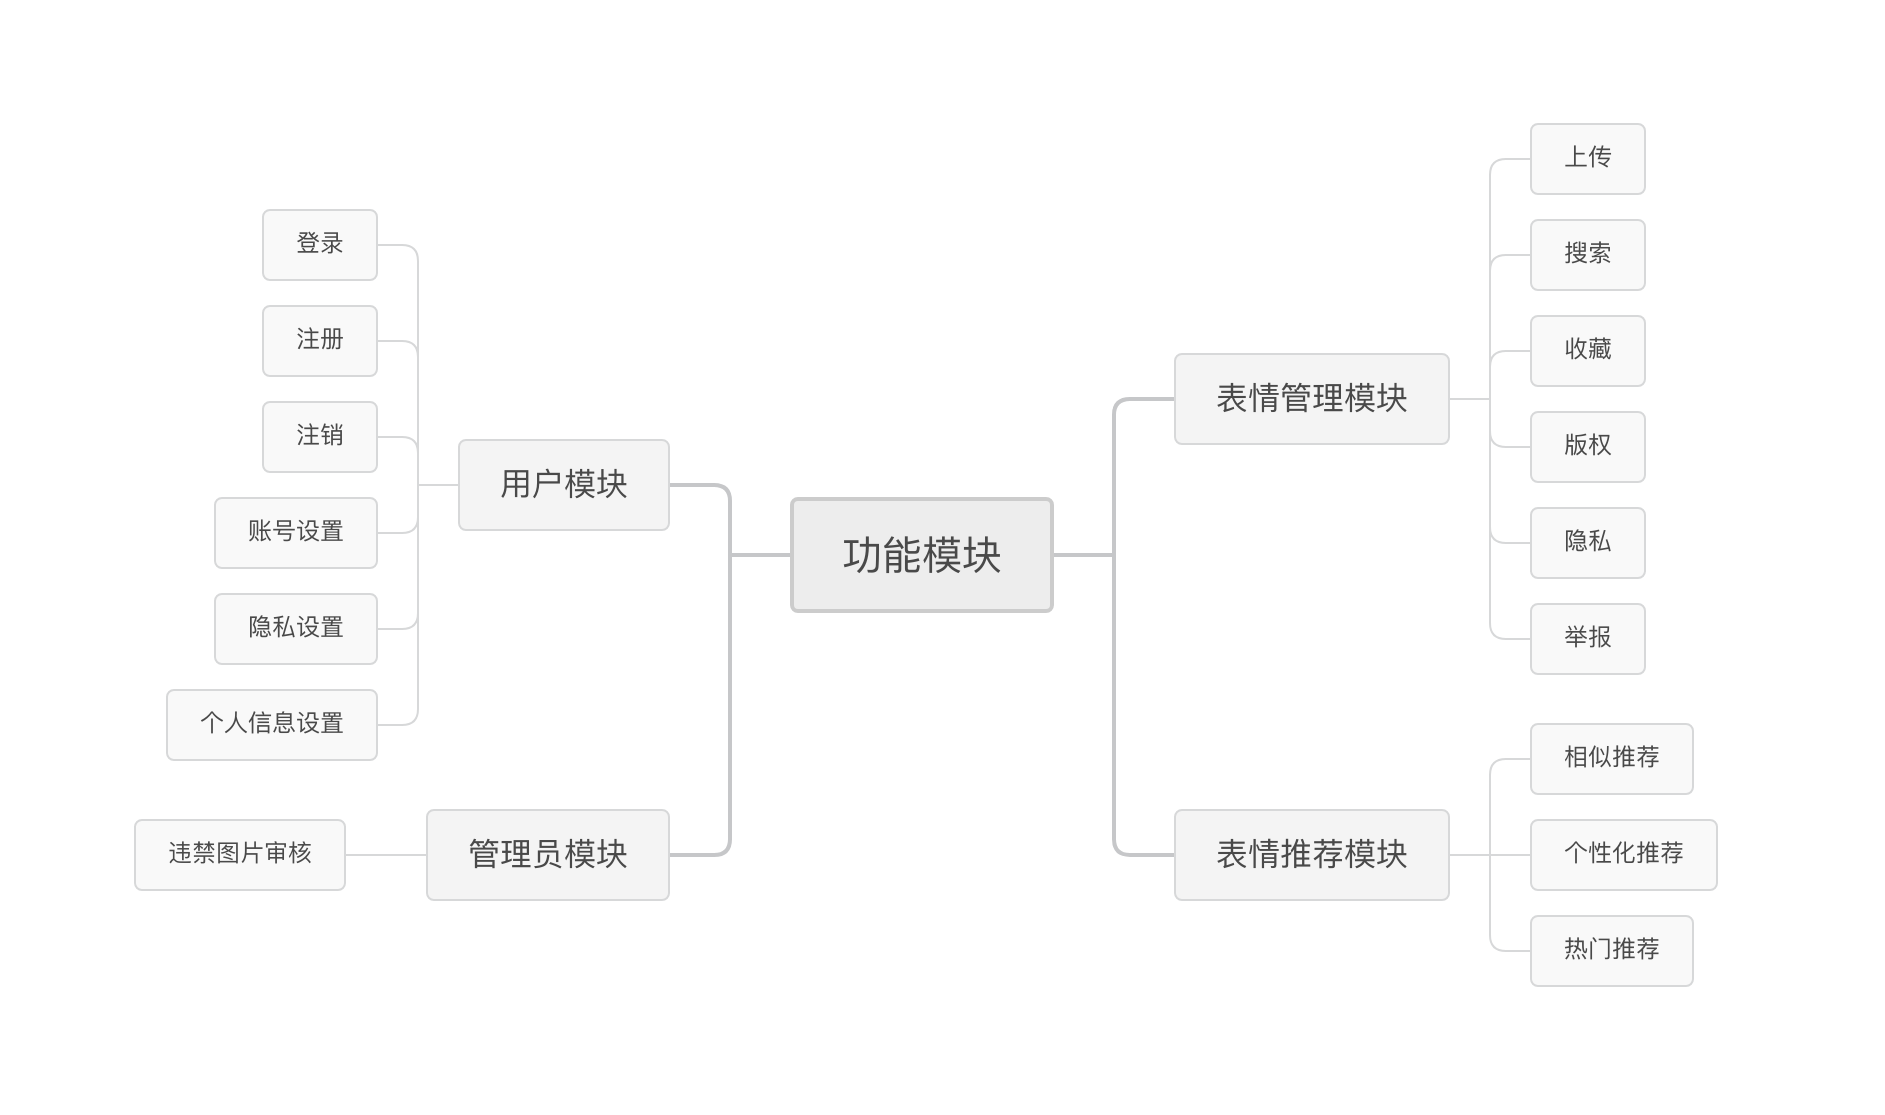 功能模块
用户模块
登录
注册
注销
账号设置
隐私设置
个人信息设置
管理员模块
违禁图片审核
表情管理模块
上传
搜索
收藏
版权
隐私
举报
表情推荐模块
相似推荐
个性化推荐
热门推荐